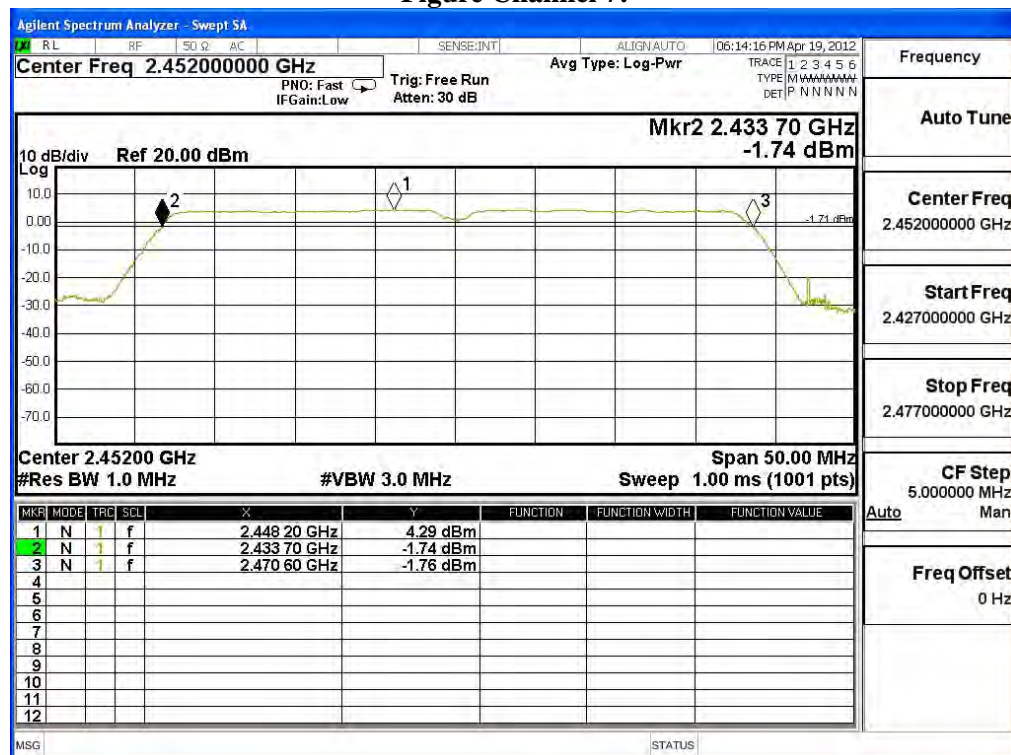 Figure Channel 7:
Agilent Spectrum Analyzer - Swept SA
LXI RL RF 50 Ω AC SENSE:INT ALIGNAUTO 06:14:16 PM Apr 19, 2012
Center Freq 2.452000000 GHz
PNO: Fast
IFGain:Low
Trig: Free Run
Atten: 30 dB
Avg Type: Log-Pwr
TRACE 1 2 3 4 5 6
TYPE M WWWWW
DET P N N N N N
Mkr2 2.433 70 GHz
-1.74 dBm
10 dB/div Ref 20.00 dBm
Log
10.0
0.00
-10.0
-20.0
-30.0
-40.0
-50.0
-60.0
-70.0
2
1
3
-1.71 dBm
Center 2.45200 GHz Span 50.00 MHz
#Res BW 1.0 MHz #VBW 3.0 MHz Sweep 1.00 ms (1001 pts)
MKR MODE TRC SCL X Y FUNCTION FUNCTION WIDTH FUNCTION VALUE
1 N 1 f 2.448 20 GHz 4.29 dBm
2 N 1 f 2.433 70 GHz -1.74 dBm
3 N 1 f 2.470 60 GHz -1.76 dBm
4
5
6
7
8
9
10
11
12
MSG STATUS
Frequency
Auto Tune
Center Freq
2.452000000 GHz
Start Freq
2.427000000 GHz
Stop Freq
2.477000000 GHz
CF Step
5.000000 MHz
Auto Man
Freq Offset
0 Hz